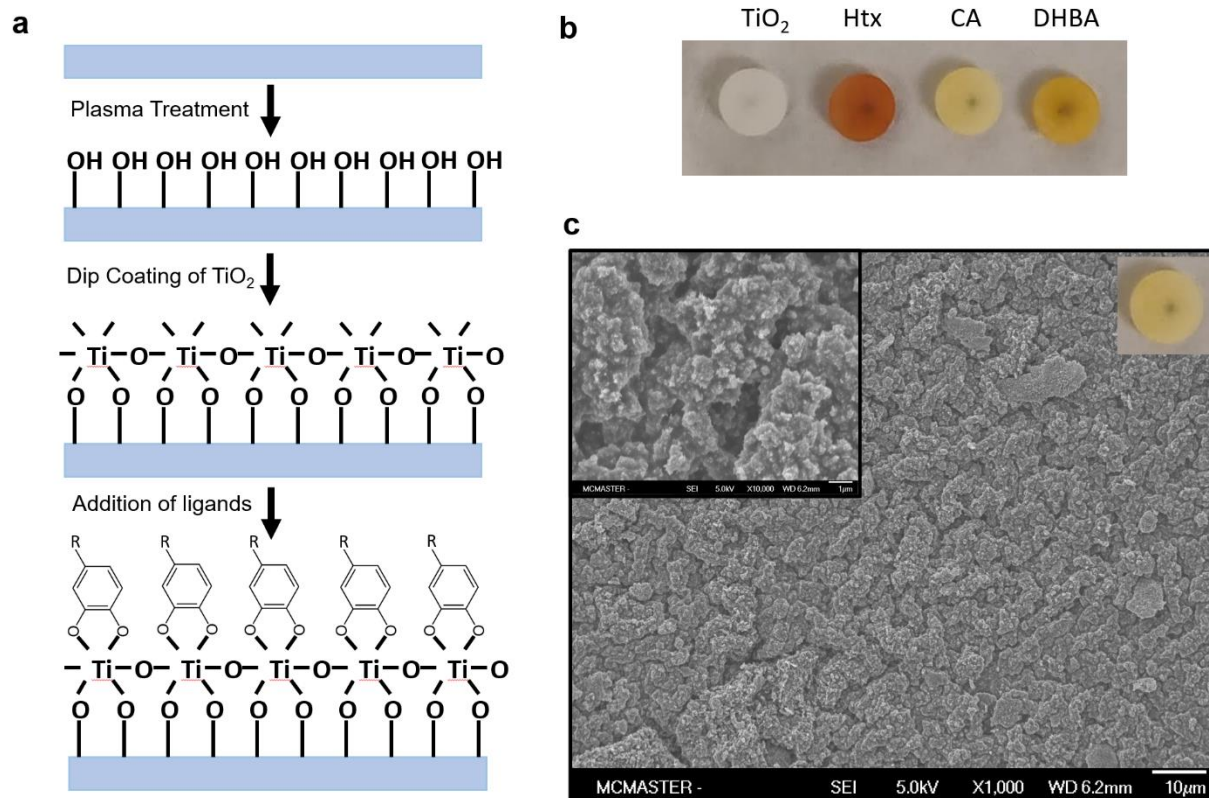 a
Plasma Treatment
OH OH OH OH OH OH OH OH OH OH
Dip Coating of TiO₂
Ti O Ti O Ti O Ti O Ti O
O O O O O O O O O O
Addition of ligands
R R R R R
O O O O O O O O O O
Ti O Ti O Ti O Ti O Ti O
O O O O O O O O O O
b
TiO₂ Htx CA DHBA
c
MCMASTER - SEI 5.0kV X10,000 WD 6.2mm 1µm
MCMASTER - SEI 5.0kV X1,000 WD 6.2mm 10µm